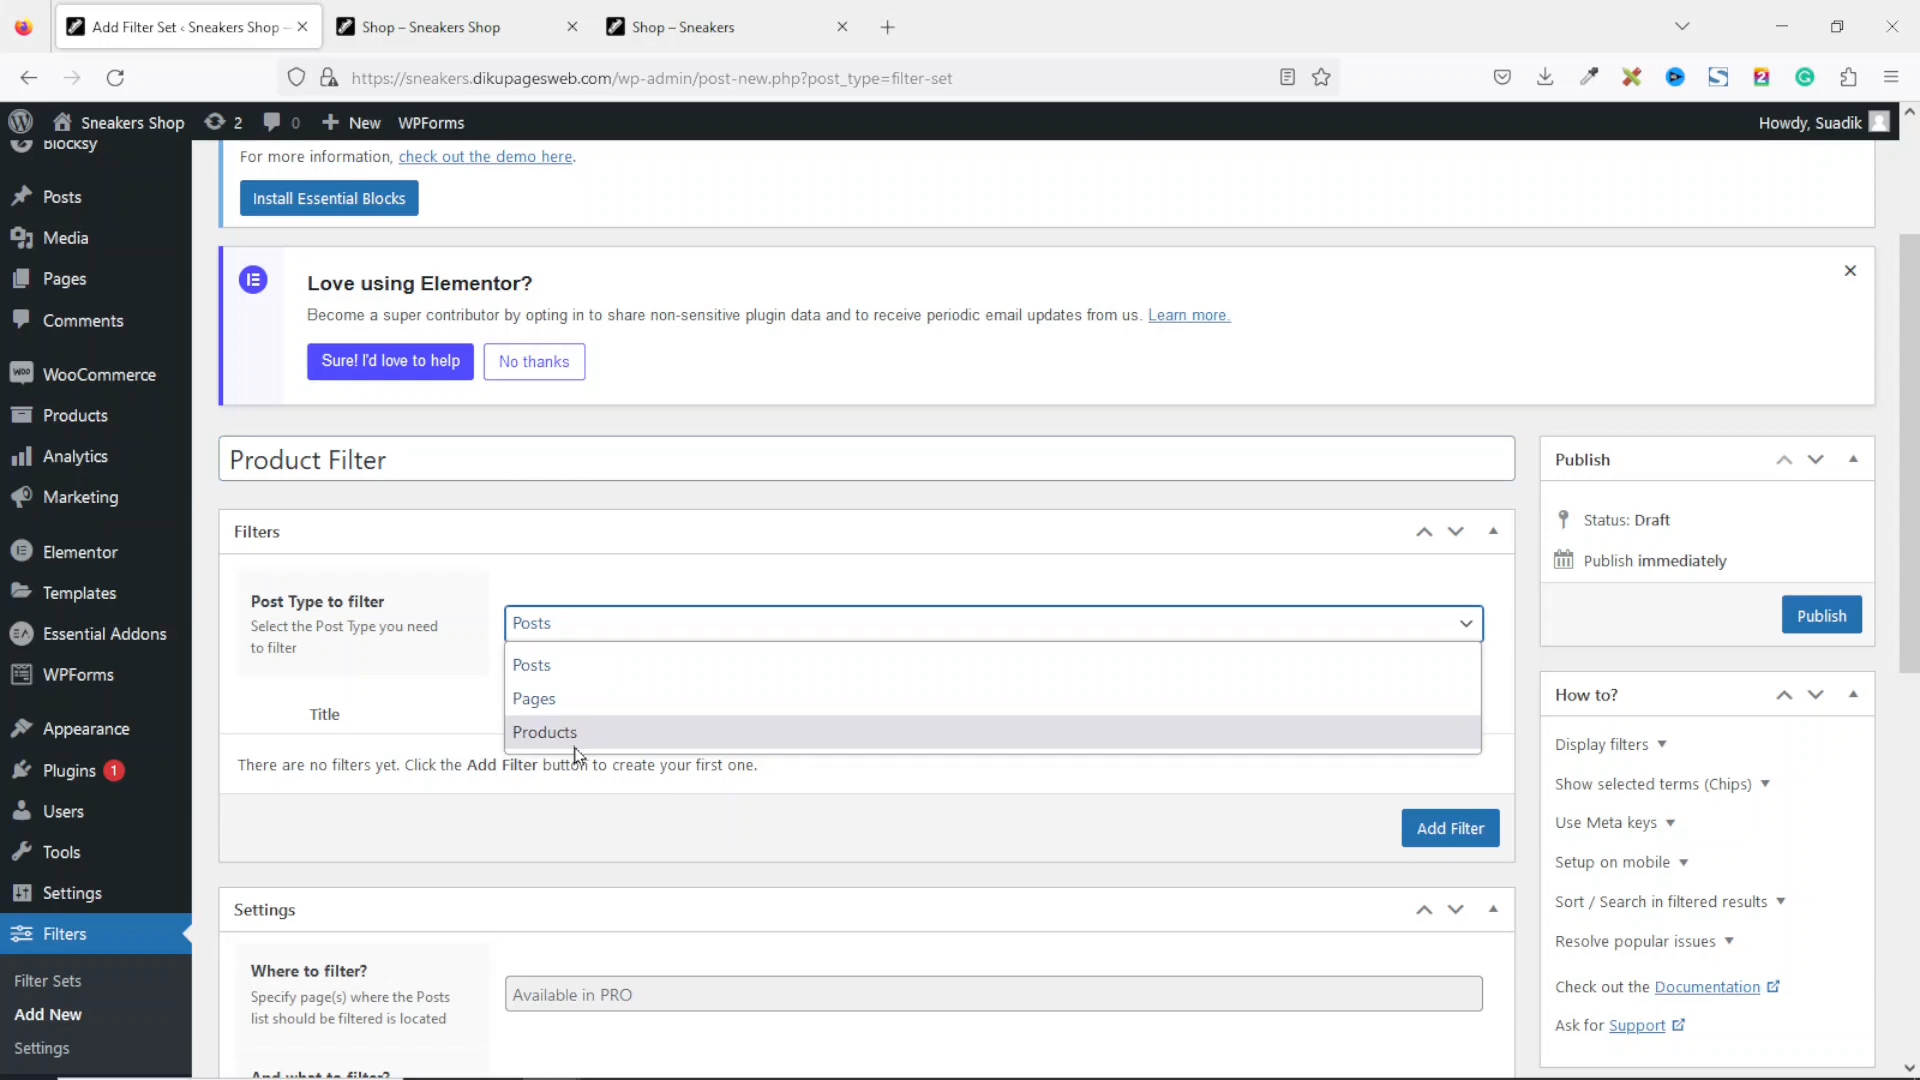 Add Filter Set ‹ Sneakers Shop —
Shop – Sneakers Shop
Shop – Sneakers
https://sneakers.dikupagesweb.com/wp-admin/post-new.php?post_type=filter-set
Sneakers Shop
2
0
New
WPForms
Howdy, Suadik
Blocksy
Posts
Media
Pages
Comments
WooCommerce
Products
Analytics
Marketing
Elementor
Templates
Essential Addons
WPForms
Appearance
Plugins 1
Users
Tools
Settings
Filters
Filter Sets
Add New
Settings
For more information, check out the demo here.
Install Essential Blocks
Love using Elementor?
Become a super contributor by opting in to share non-sensitive plugin data and to receive periodic email updates from us. Learn more.
Sure! I'd love to help
No thanks
Product Filter
Filters
Post Type to filter
Select the Post Type you need
to filter
Posts
Posts
Pages
Products
Title
There are no filters yet. Click the Add Filter button to create your first one.
Add Filter
Settings
Where to filter?
Specify page(s) where the Posts
list should be filtered is located
Available in PRO
And what to filter?
Publish
Status: Draft
Publish immediately
Publish
How to?
Display filters
Show selected terms (Chips)
Use Meta keys
Setup on mobile
Sort / Search in filtered results
Resolve popular issues
Check out the Documentation
Ask for Support